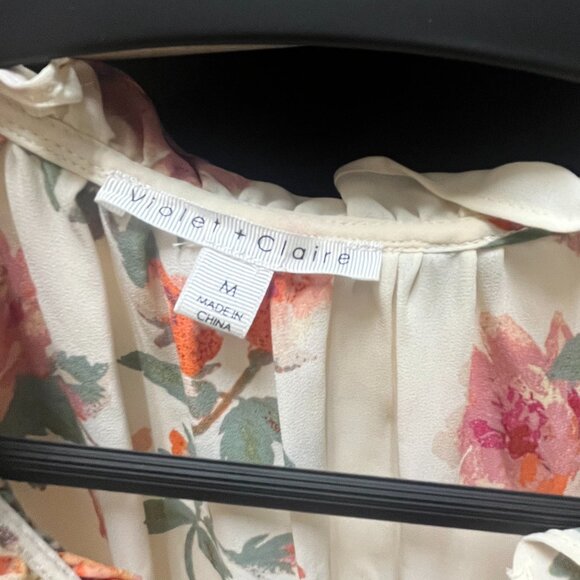 Violet + Claire
M
MADE IN
CHINA